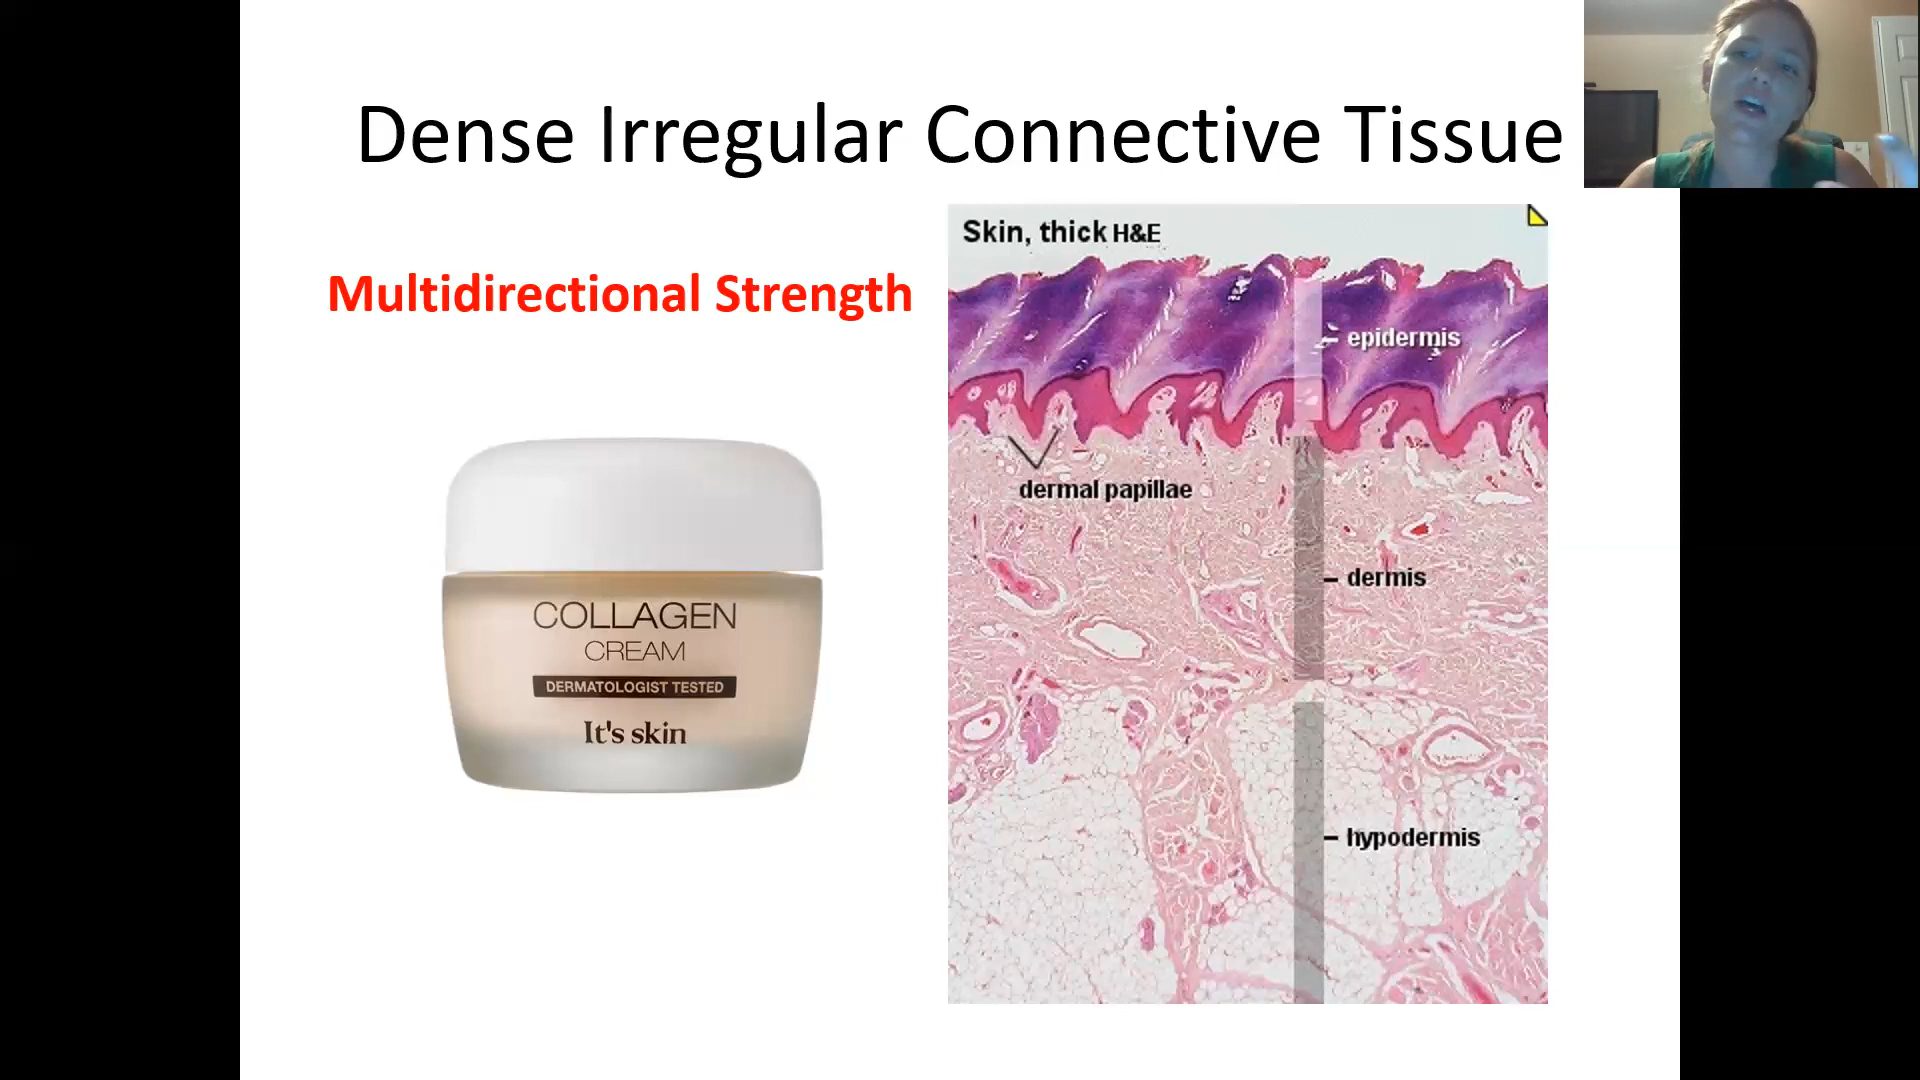 Dense Irregular Connective Tissue
Multidirectional Strength
COLLAGEN
CREAM
DERMATOLOGIST TESTED
It's skin
Skin, thick H&E
epidermis
dermal papillae
dermis
hypodermis